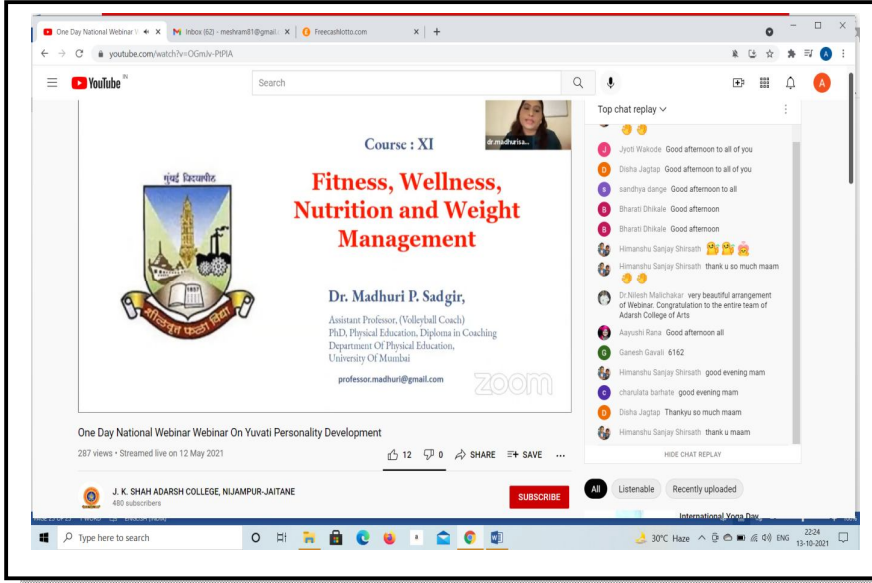 One Day National Webinar V
Inbox (62) - meshram81@gmail.
Freecashlotto.com
youtube.com/watch?v=OGmJv-PtPIA
YouTube IN
Search
Course : XI
Fitness, Wellness,
Nutrition and Weight
Management
Dr. Madhuri P. Sadgir,
Assistant Professor, (Volleyball Coach)
PhD, Physical Education, Diploma in Coaching
Department Of Physical Education,
University Of Mumbai
professor.madhuri@gmail.com
zoom
dr.madhurisa...
मुंबई विद्यापीठ
1857
शीलवृत फला विद्या
One Day National Webinar Webinar On Yuvati Personality Development
287 views • Streamed live on 12 May 2021
12
0
SHARE
SAVE
J. K. SHAH ADARSH COLLEGE, NIJAMPUR-JAITANE
480 subscribers
SUBSCRIBE
Top chat replay
Jyoti Wakode Good afternoon to all of you
Disha Jagtap Good afternoon to all of you
sandhya dange Good afternoon to all
Bharati Dhikale Good afternoon
Bharati Dhikale Good afternoon
Himanshu Sanjay Shirsath
Himanshu Sanjay Shirsath thank u so much maam
Dr.Nilesh Malichakar very beautiful arrangement
of Webinar. Congratulation to the entire team of
Adarsh College of Arts
Aayushi Rana Good afternoon all
Ganesh Gavali 6162
Himanshu Sanjay Shirsath good evening mam
charulata barhate good evening mam
Disha Jagtap Thankyu so much maam
Himanshu Sanjay Shirsath thank u maam
HIDE CHAT REPLAY
All
Listenable
Recently uploaded
International Yoga Day
Type here to search
30°C Haze
ENG
22:24
13-10-2021